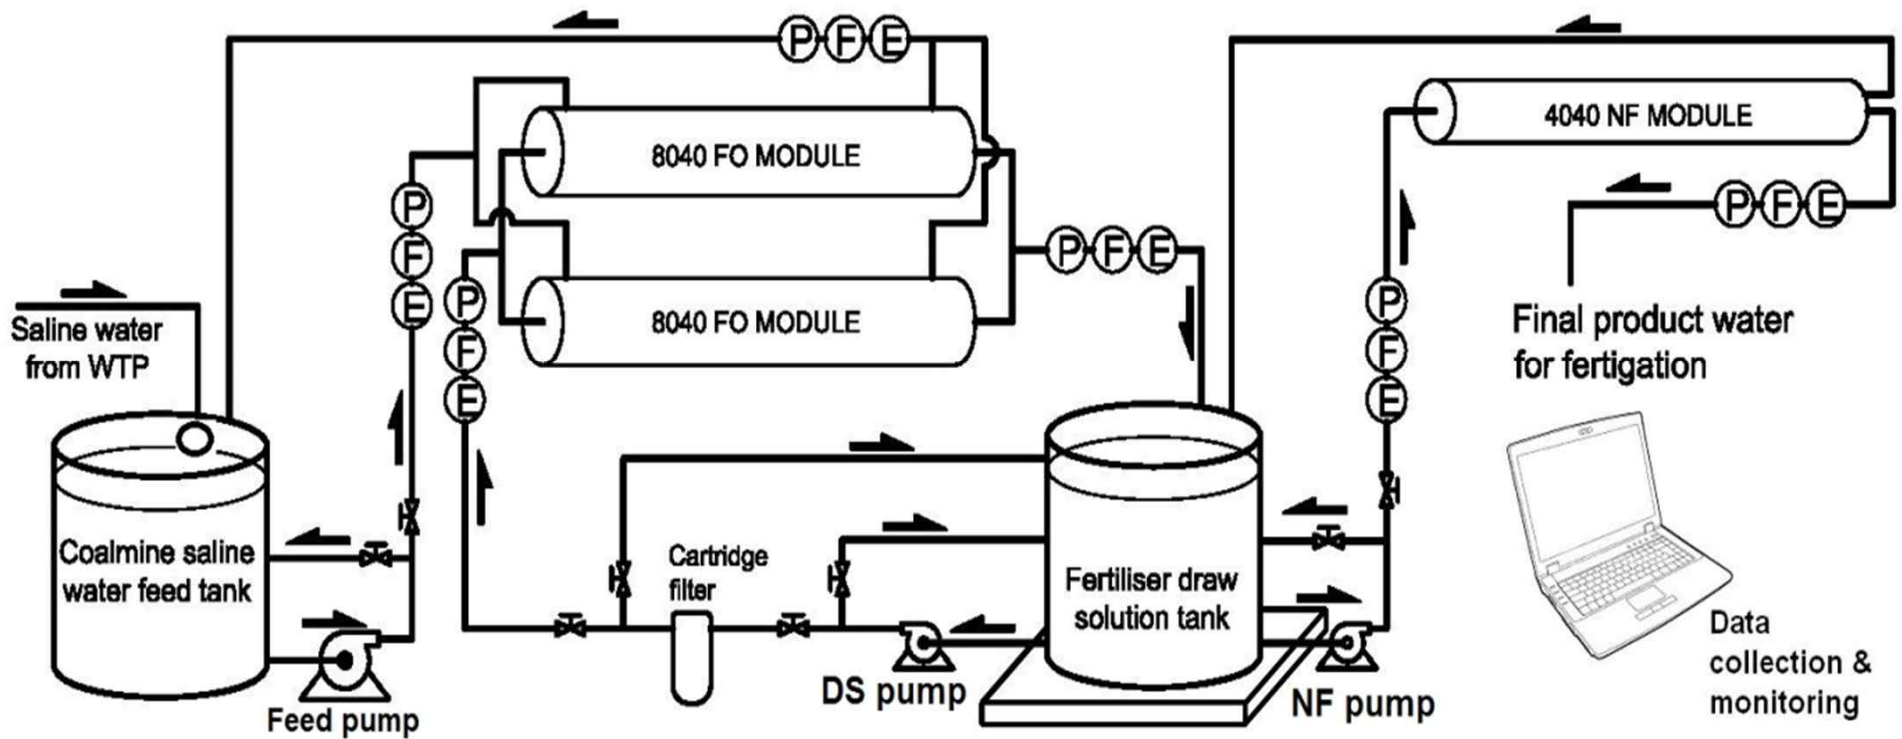 P F E
8040 FO MODULE
8040 FO MODULE
4040 NF MODULE
P F E
P
F
E
P
F
E
P F E
P
F
E
Saline water
from WTP
Final product water
for fertigation
Coalmine saline
water feed tank
Cartridge
filter
Fertiliser draw
solution tank
Feed pump
DS pump
NF pump
Data
collection &
monitoring